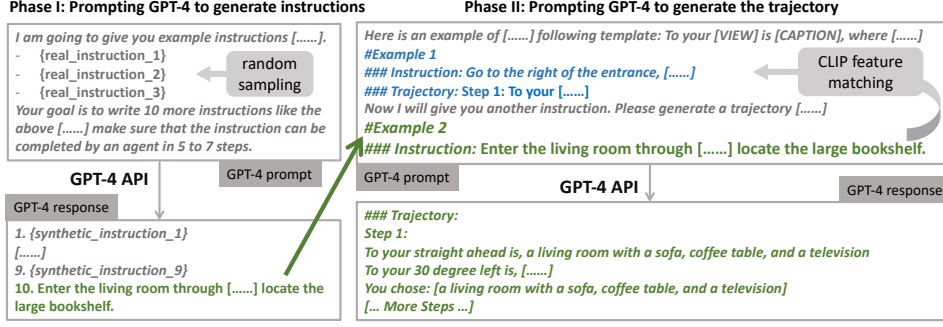 Phase I: Prompting GPT-4 to generate instructions
I am going to give you example instructions [......].
- {real_instruction_1}
- {real_instruction_2}
- {real_instruction_3}
random
sampling
Your goal is to write 10 more instructions like the
above [......] make sure that the instruction can be
completed by an agent in 5 to 7 steps.
GPT-4 prompt
GPT-4 API
GPT-4 response
1. {synthetic_instruction_1}
[......]
9. {synthetic_instruction_9}
10. Enter the living room through [......] locate the
large bookshelf.
Phase II: Prompting GPT-4 to generate the trajectory
Here is an example of [......] following template: To your [VIEW] is [CAPTION], where [......]
#Example 1
### Instruction: Go to the right of the entrance, [......]
### Trajectory: Step 1: To your [......]
CLIP feature
matching
Now I will give you another instruction. Please generate a trajectory [......]
#Example 2
### Instruction: Enter the living room through [......] locate the large bookshelf.
GPT-4 prompt
GPT-4 API
GPT-4 response
### Trajectory:
Step 1:
To your straight ahead is, a living room with a sofa, coffee table, and a television
To your 30 degree left is, [......]
You chose: [a living room with a sofa, coffee table, and a television]
[... More Steps ...]